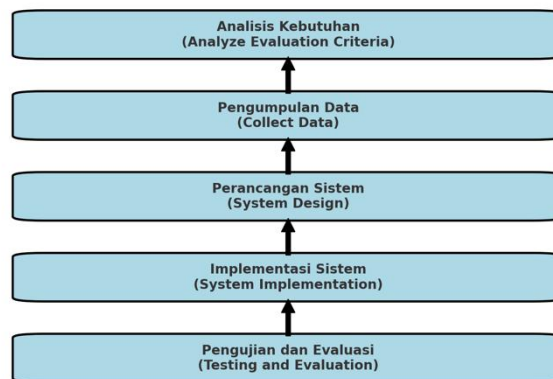 Analisis Kebutuhan
(Analyze Evaluation Criteria)
Pengumpulan Data
(Collect Data)
Perancangan Sistem
(System Design)
Implementasi Sistem
(System Implementation)
Pengujian dan Evaluasi
(Testing and Evaluation)